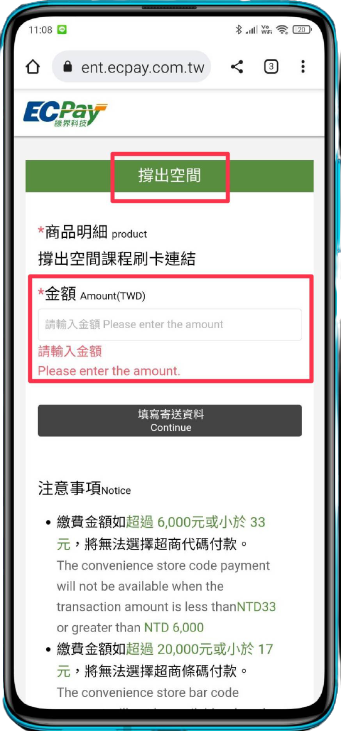 11:08
20
ent.ecpay.com.tw
3
ECPay
綠界科技
撐出空間
*商品明細 product
撐出空間課程刷卡連結
*金額 Amount(TWD)
請輸入金額 Please enter the amount
請輸入金額
Please enter the amount.
填寫寄送資料
Continue
注意事項Notice
• 繳費金額如超過 6,000元或小於 33
元，將無法選擇超商代碼付款。
The convenience store code payment
will not be available when the
transaction amount is less thanNTD33
or greater than NTD 6,000
• 繳費金額如超過 20,000元或小於 17
元，將無法選擇超商條碼付款。
The convenience store bar code